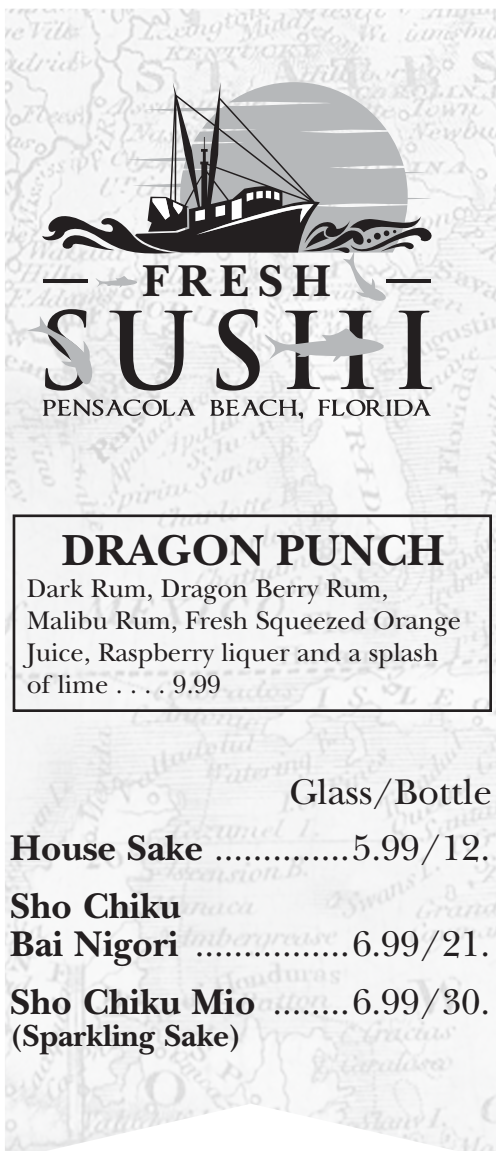 FRESH
SUSHI
PENSACOLA BEACH, FLORIDA
DRAGON PUNCH
Dark Rum, Dragon Berry Rum,
Malibu Rum, Fresh Squeezed Orange
Juice, Raspberry liquer and a splash
of lime . . . . 9.99
Glass/Bottle
House Sake ..............5.99/12.
Sho Chiku
Bai Nigori ................6.99/21.
Sho Chiku Mio ........6.99/30.
(Sparkling Sake)